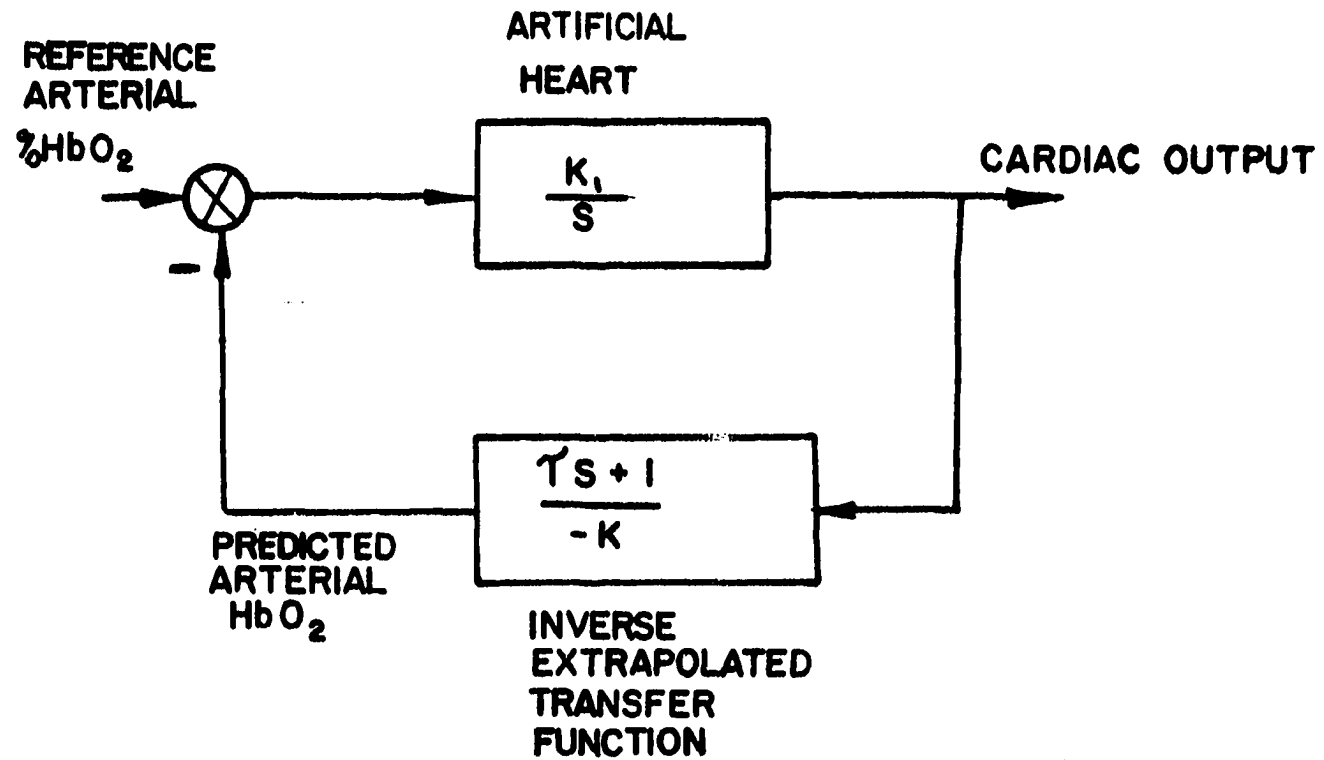 ARTIFICIAL
HEART
REFERENCE
ARTERIAL
%HbO₂
K₁
S
CARDIAC OUTPUT
−
τS + 1
-K
PREDICTED
ARTERIAL
HbO₂
INVERSE
EXTRAPOLATED
TRANSFER
FUNCTION